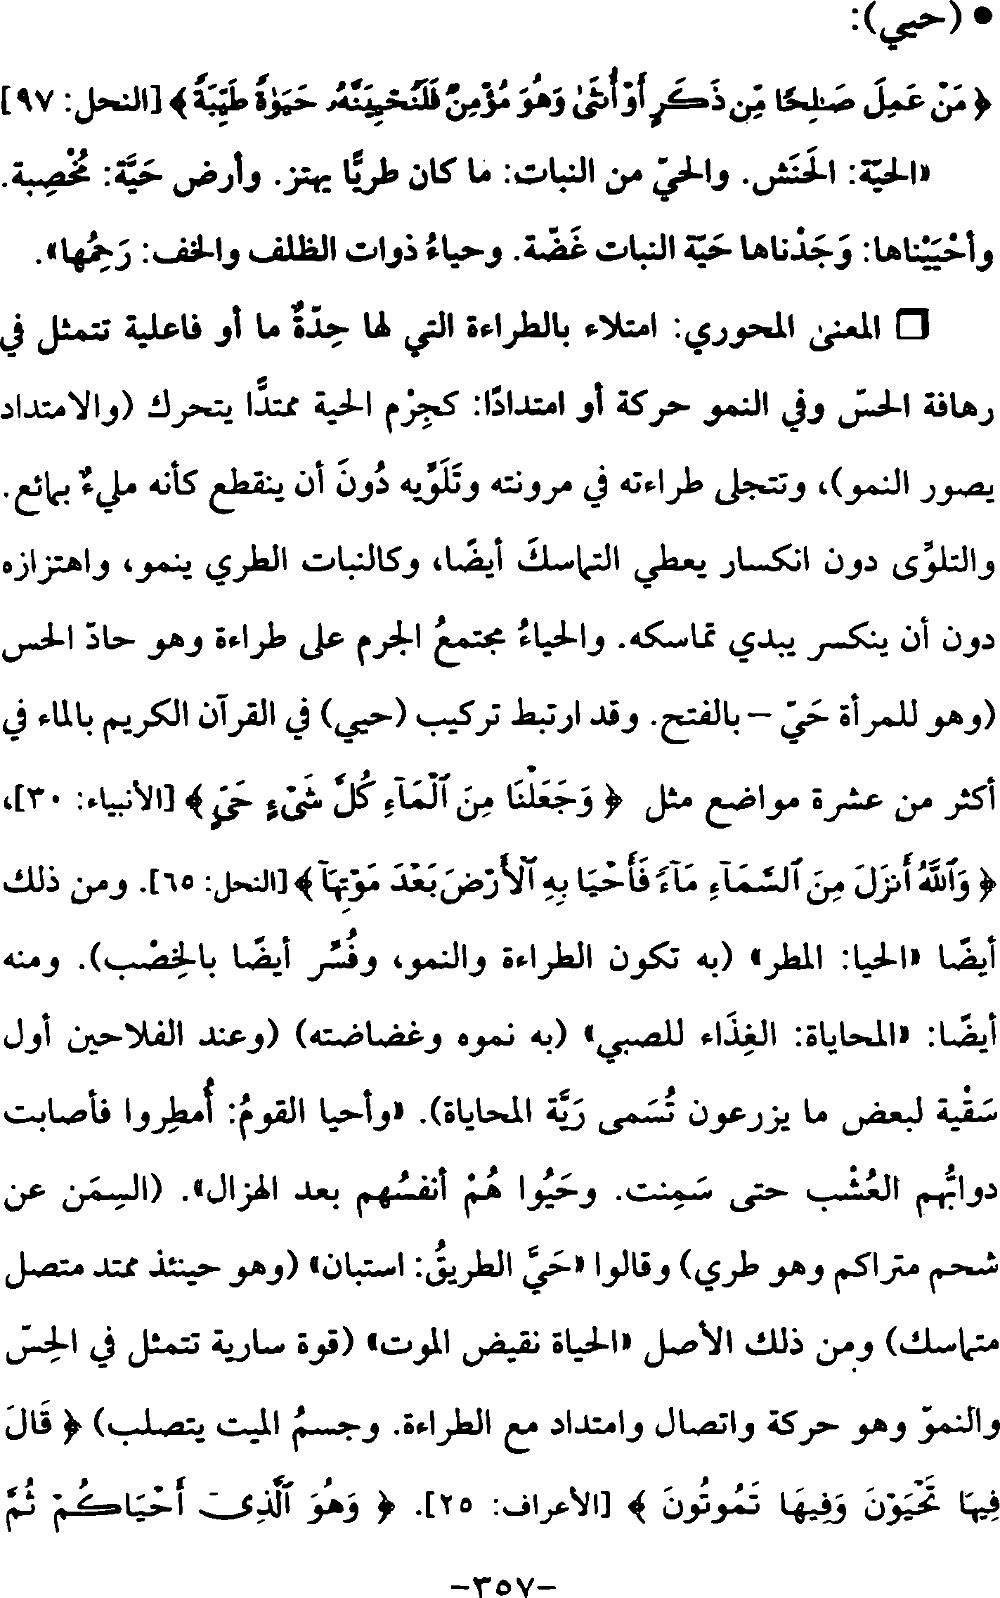 • (حيي):
﴿ مَنْ عَمِلَ صَـٰلِحًا مِّن ذَكَرٍ أَوْ أُنثَىٰ وَهُوَ مُؤْمِنٌ فَلَنُحْيِيَنَّهُۥ حَيَوٰةً طَيِّبَةً ﴾ [النحل: ٩٧]
«الحيّة: الحَنَش. والحيّ من النبات: ما كان طريًّا يهتز. وأرض حَيَّة: مُخْصِبة.
وأحْيَيْناها: وَجَدْناها حَيّة النبات غَضّة. وحياءُ ذوات الظلف والخف: رَحِمُها».
❒ المعنىٰ المحوري: امتلاء بالطراءة التي لها حِدّةٌ ما أو فاعلية تتمثل في
رهافة الحسّ وفي النمو حركة أو امتدادًا: كجِرْم الحية ممتدًّا يتحرك (والامتداد
يصور النمو)، وتتجلى طراءته في مرونته وتَلَوِّيه دُونَ أن ينقطع كأنه مليءٌ بمائع.
والتلوِّى دون انكسار يعطي التماسكَ أيضًا، وكالنبات الطري ينمو، واهتزازه
دون أن ينكسر يبدي تماسكه. والحياءُ مجتمعُ الجرم على طراءة وهو حادّ الحس
(وهو للمرأة حَيّ – بالفتح. وقد ارتبط تركيب (حيي) في القرآن الكريم بالماء في
أكثر من عشرة مواضع مثل ﴿ وَجَعَلْنَا مِنَ ٱلْمَآءِ كُلَّ شَىْءٍ حَىٍّ ﴾ [الأنبياء: ٣٠]،
﴿ وَٱللَّهُ أَنزَلَ مِنَ ٱلسَّمَآءِ مَآءً فَأَحْيَا بِهِ ٱلْأَرْضَ بَعْدَ مَوْتِهَآ ﴾ [النحل: ٦٥]. ومن ذلك
أيضًا «الحيا: المطر» (به تكون الطراءة والنمو، وفُسِّر أيضًا بالخِصْب). ومنه
أيضًا: «المحاياة: الغِذَاء للصبي» (به نموه وغضاضته) (وعند الفلاحين أول
سَقْية لبعض ما يزرعون تُسَمى رَيَّة المحاياة). «وأحيا القومُ: أُمطِروا فأصابت
دوابُّهم العُشْب حتى سَمِنت. وحَيُوا هُمْ أنفسُهم بعد الهزال». (السِمَن عن
شحم متراكم وهو طري) وقالوا «حَيَّ الطريقُ: استبان» (وهو حينئذ ممتد متصل
متماسك) ومن ذلك الأصل «الحياة نقيض الموت» (قوة سارية تتمثل في الحِسّ
والنموّ وهو حركة واتصال وامتداد مع الطراءة. وجسمُ الميت يتصلب) ﴿ قَالَ
فِيهَا تَحْيَوْنَ وَفِيهَا تَمُوتُونَ ﴾ [الأعراف: ٢٥]. ﴿ وَهُوَ ٱلَّذِىٓ أَحْيَاكُمْ ثُمَّ
-٣٥٧-